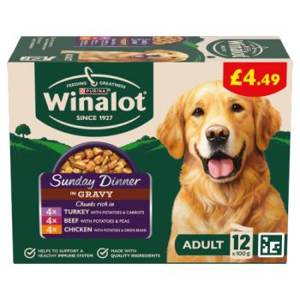 FEEDING GREATNESS
PURINA
Winalot
SINCE 1927
£4.49
Sunday Dinner
IN GRAVY
Chunks rich in
4x TURKEY WITH POTATOES & CARROTS
4x BEEF WITH POTATOES & PEAS
4x CHICKEN WITH POTATOES & GREEN BEANS
HELPS TO SUPPORT A
HEALTHY IMMUNE SYSTEM
MADE WITH
QUALITY INGREDIENTS
ADULT
12
x100g